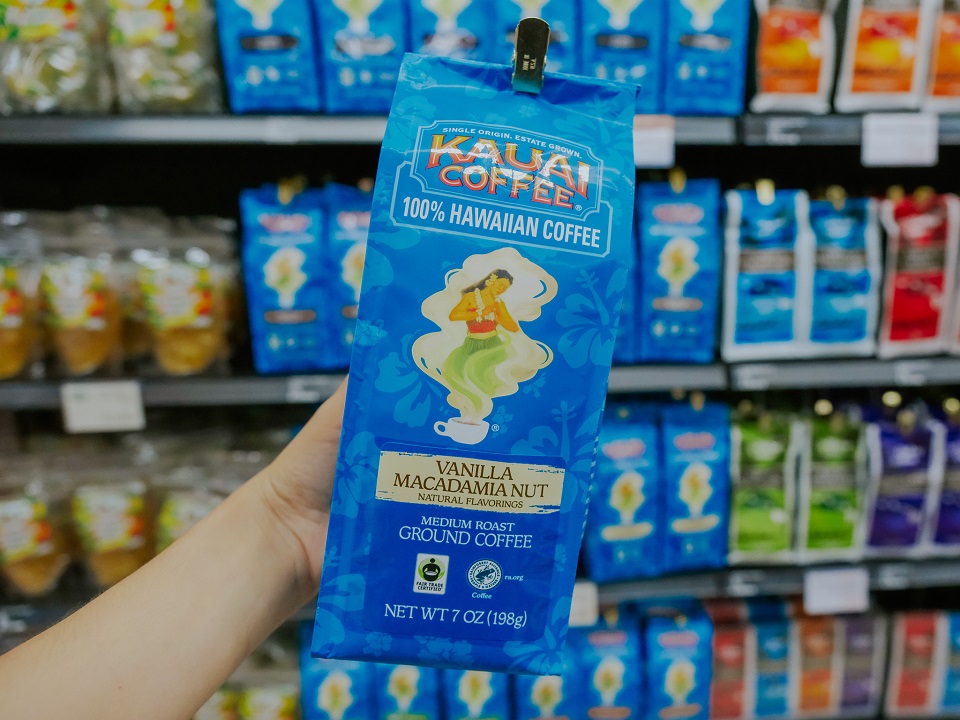 SINGLE ORIGIN. ESTATE GROWN.
KAUAI
COFFEE®
100% HAWAIIAN COFFEE
®
VANILLA
MACADAMIA NUT
NATURAL FLAVORINGS
MEDIUM ROAST
GROUND COFFEE
FAIR TRADE
CERTIFIED
ra.org
Coffee
NET WT 7 OZ (198g)